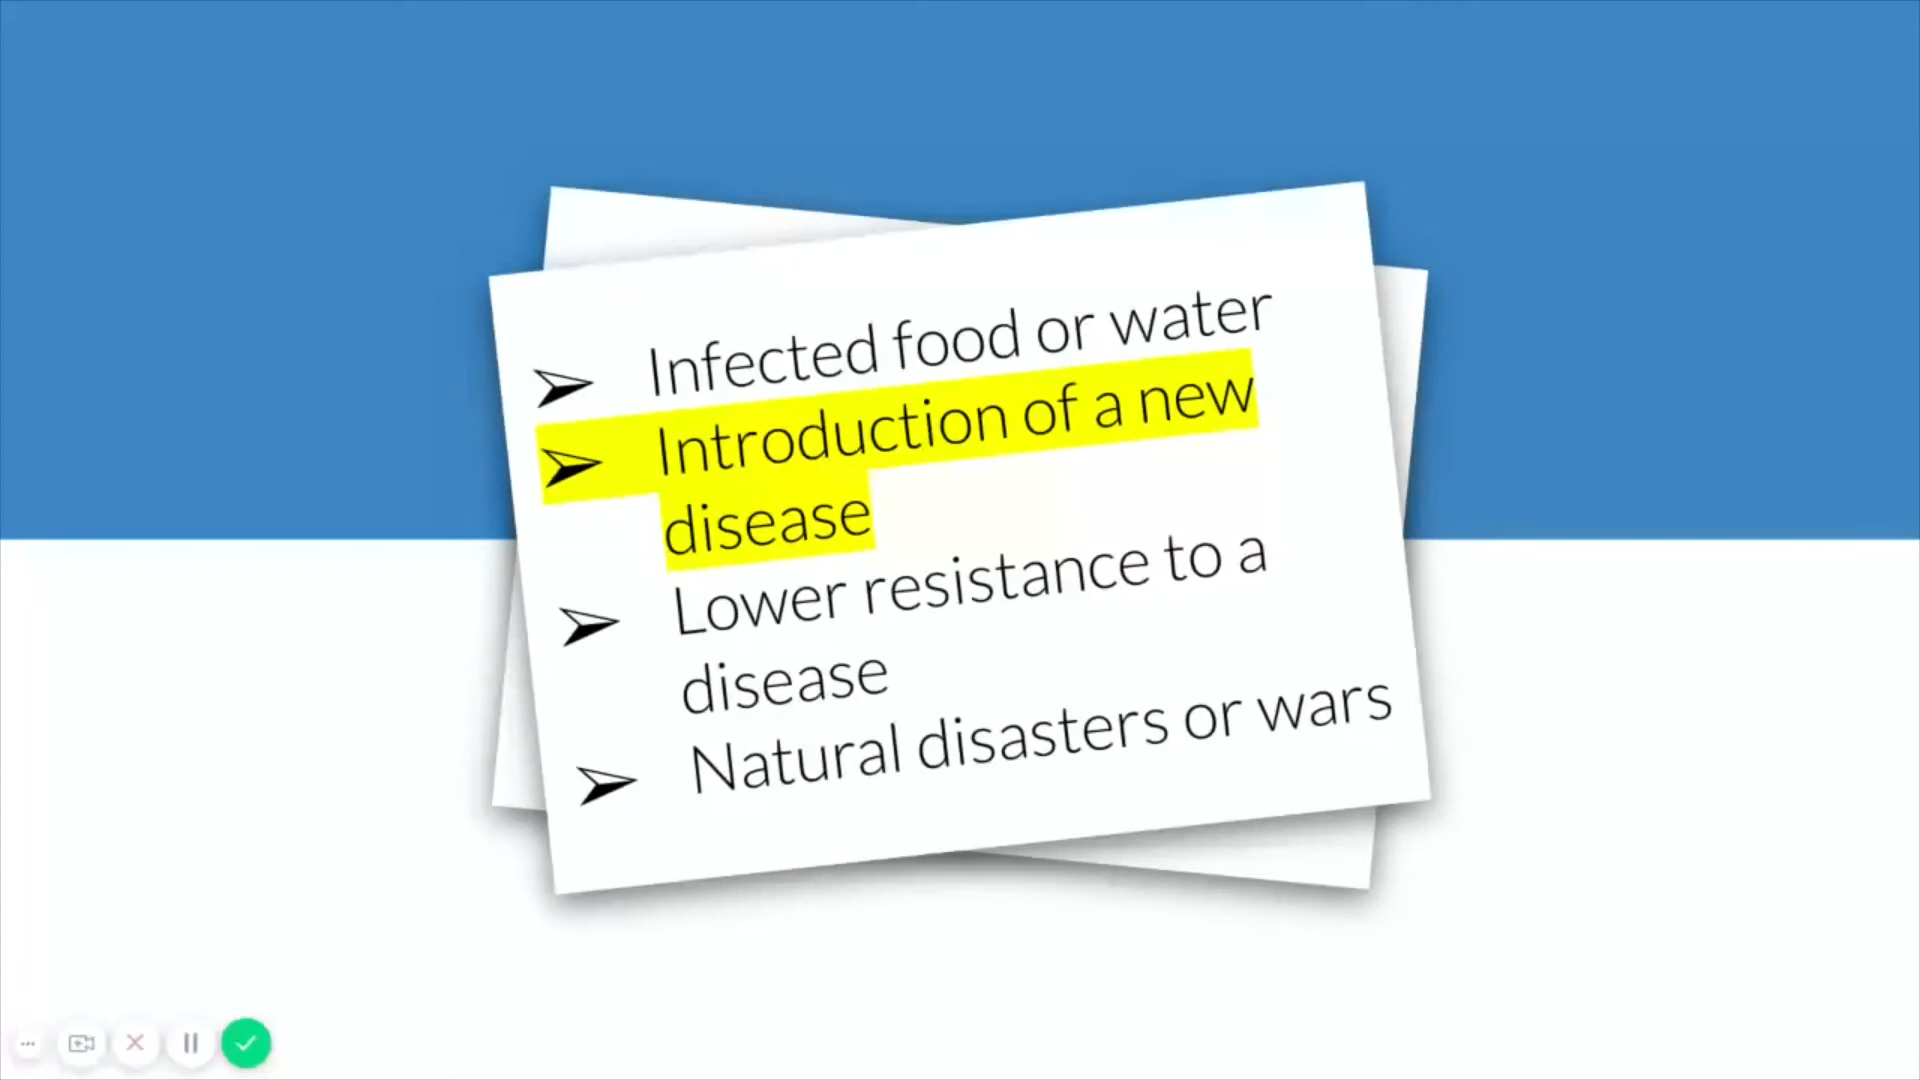 ➢ Infected food or water
➢ Introduction of a new
disease
➢ Lower resistance to a
disease
➢ Natural disasters or wars